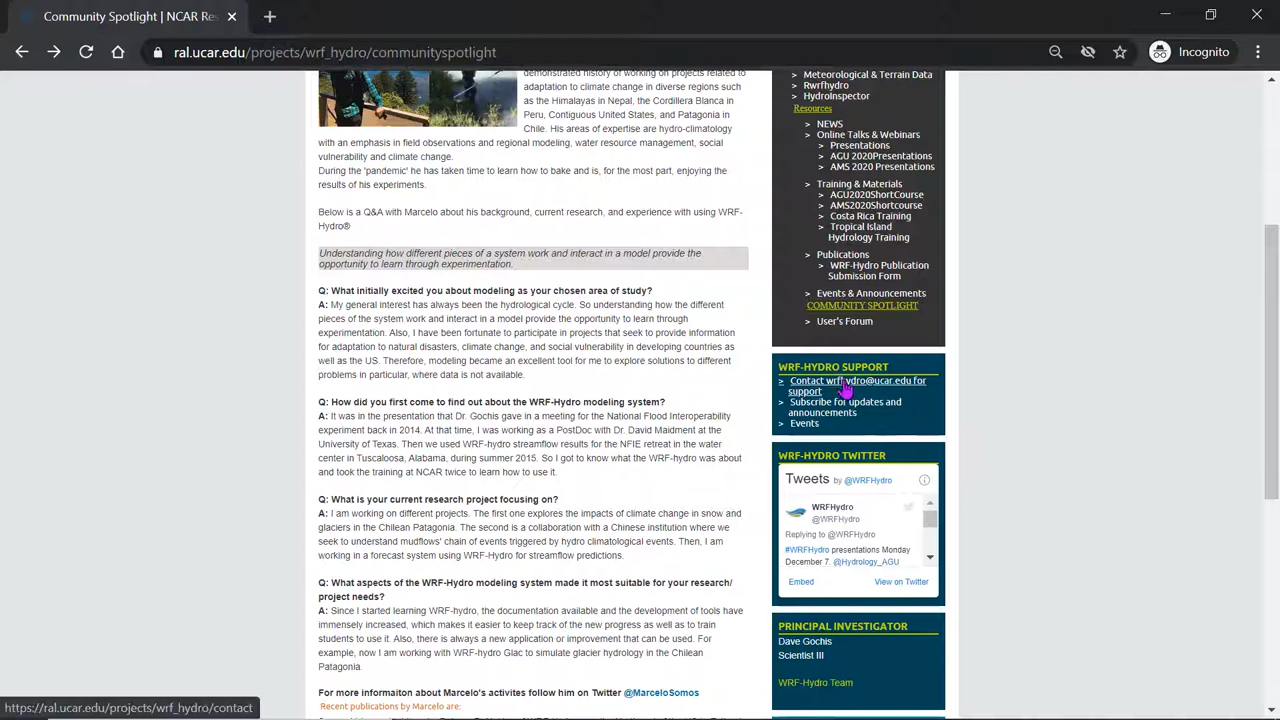 Community Spotlight | NCAR Res
ral.ucar.edu/projects/wrf_hydro/communityspotlight
Incognito
demonstrated history of working on projects related to
adaptation to climate change in diverse regions such
as the Himalayas in Nepal, the Cordillera Blanca in
Peru, Contiguous United States, and Patagonia in
Chile. His areas of expertise are hydro-climatology
with an emphasis in field observations and regional modeling, water resource management, social
vulnerability and climate change.
During the 'pandemic' he has taken time to learn how to bake and is, for the most part, enjoying the
results of his experiments.
Below is a Q&A with Marcelo about his background, current research, and experience with using WRF-
Hydro®
Understanding how different pieces of a system work and interact in a model provide the
opportunity to learn through experimentation.
Q: What initially excited you about modeling as your chosen area of study?
A: My general interest has always been the hydrological cycle. So understanding how the different
pieces of the system work and interact in a model provide the opportunity to learn through
experimentation. Also, I have been fortunate to participate in projects that seek to provide information
for adaptation to natural disasters, climate change, and social vulnerability in developing countries as
well as the US. Therefore, modeling became an excellent tool for me to explore solutions to different
problems in particular, where data is not available.
Q: How did you first come to find out about the WRF-Hydro modeling system?
A: It was in the presentation that Dr. Gochis gave in a meeting for the National Flood Interoperability
experiment back in 2014. At that time, I was working as a PostDoc with Dr. David Maidment at the
University of Texas. Then we used WRF-hydro streamflow results for the NFIE retreat in the water
center in Tuscaloosa, Alabama, during summer 2015. So I got to know what the WRF-hydro was about
and took the training at NCAR twice to learn how to use it.
Q: What is your current research project focusing on?
A: I am working on different projects. The first one explores the impacts of climate change in snow and
glaciers in the Chilean Patagonia. The second is a collaboration with a Chinese institution where we
seek to understand mudflows' chain of events triggered by hydro climatological events. Then, I am
working in a forecast system using WRF-Hydro for streamflow predictions.
Q: What aspects of the WRF-Hydro modeling system made it most suitable for your research/
project needs?
A: Since I started learning WRF-hydro, the documentation available and the development of tools have
immensely increased, which makes it easier to keep track of the new progress as well as to train
students to use it. Also, there is always a new application or improvement that can be used. For
example, now I am working with WRF-hydro Glac to simulate glacier hydrology in the Chilean
Patagonia.
For more informaiton about Marcelo's activites follow him on Twitter @MarceloSomos
Recent publications by Marcelo are:
> Meteorological & Terrain Data
> Rwrfhydro
> HydroInspector
Resources
> NEWS
> Online Talks & Webinars
> Presentations
> AGU 2020Presentations
> AMS 2020 Presentations
> Training & Materials
> AGU2020ShortCourse
> AMS2020Shortcourse
> Costa Rica Training
> Tropical Island
Hydrology Training
> Publications
> WRF-Hydro Publication
Submission Form
> Events & Announcements
COMMUNITY SPOTLIGHT
> User's Forum
WRF-HYDRO SUPPORT
> Contact wrfhydro@ucar.edu for
support
> Subscribe for updates and
announcements
> Events
WRF-HYDRO TWITTER
Tweets by @WRFHydro
WRFHydro
@WRFHydro
Replying to @WRFHydro
#WRFHydro presentations Monday
December 7. @Hydrology_AGU
Embed View on Twitter
PRINCIPAL INVESTIGATOR
Dave Gochis
Scientist III
WRF-Hydro Team
https://ral.ucar.edu/projects/wrf_hydro/contact